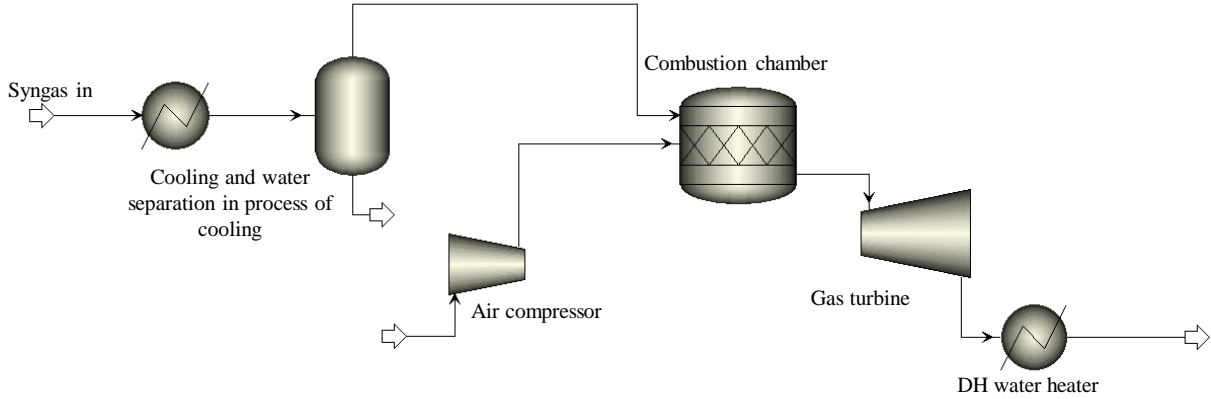 Combustion chamber
Syngas in
Cooling and water
separation in process of
cooling
Air compressor
Gas turbine
DH water heater